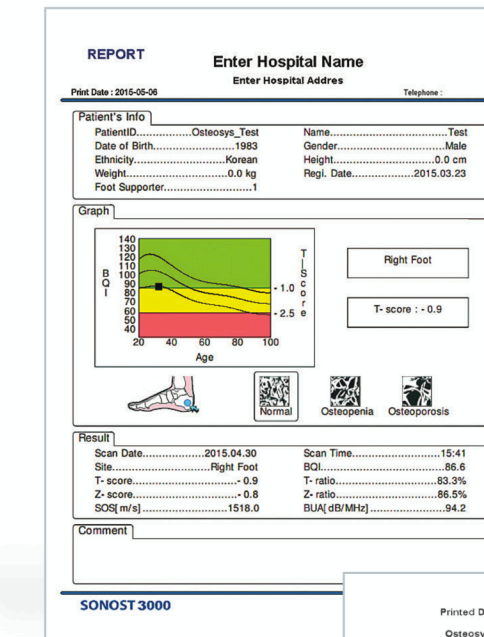 REPORT
Enter Hospital Name
Enter Hospital Addres
Print Date : 2015-05-06 Telephone :
Patient's Info
PatientID..............Osteosys_Test Name..............................Test
Date of Birth....................1983 Gender..........................Male
Ethnicity........................Korean Height..........................0.0 cm
Weight............................0.0 kg Regi. Date....................2015.03.23
Foot Supporter.........................1
Graph
BQI
140
130
120
110
100
90
80
70
60
50
40
20 40 60 80 100
Age
T|Score
- 1.0
- 2.5
Right Foot
T- score : - 0.9
Normal Osteopenia Osteoporosis
Result
Scan Date.................2015.04.30 Scan Time........................15:41
Site...........................Right Foot BQI..................................86.6
T- score..............................- 0.9 T- ratio...............................83.3%
Z- score..............................- 0.8 Z- ratio...............................86.5%
SOS[ m/s] ........................1518.0 BUA[ dB/MHz] .....................94.2
Comment
SONOST 3000
Printed D
Osteosy